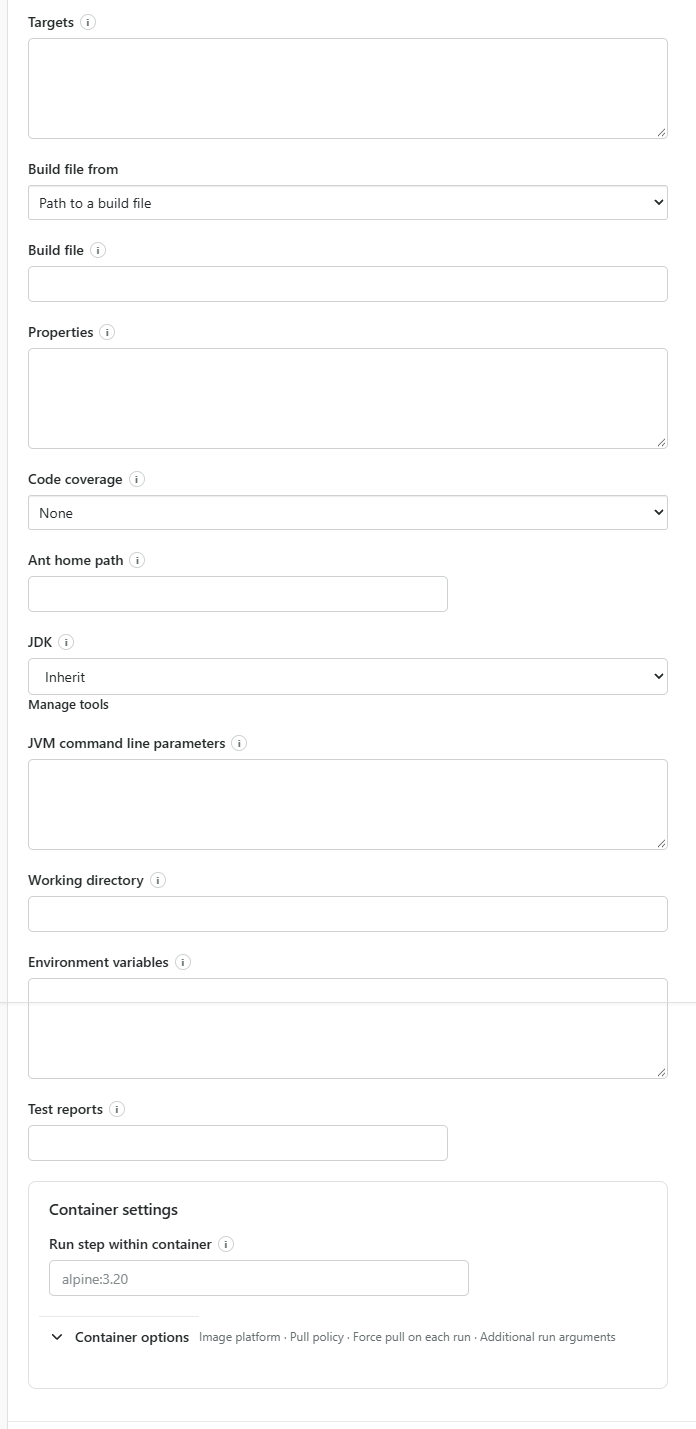 Targets
Build file from
Path to a build file
Build file
Properties
Code coverage
None
Ant home path
JDK
Inherit
Manage tools
JVM command line parameters
Working directory
Environment variables
Test reports
Container settings
Run step within container
alpine:3.20
Container options Image platform · Pull policy · Force pull on each run · Additional run arguments